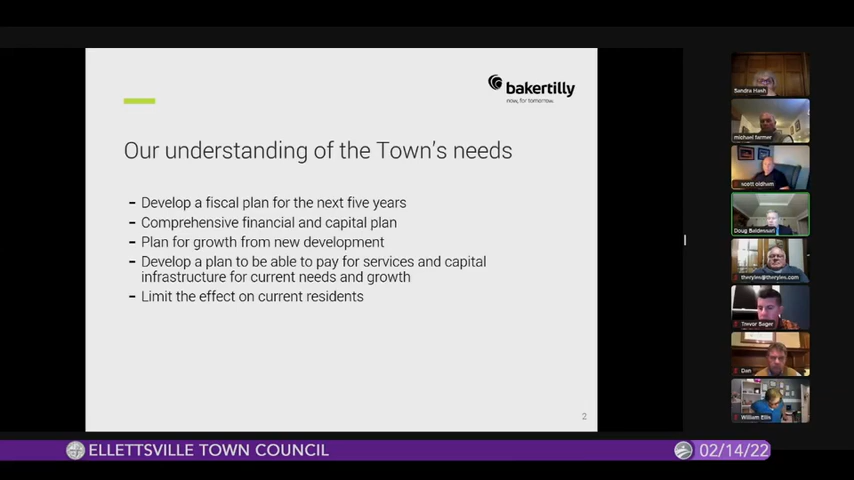 bakertilly
now, for tomorrow.
Our understanding of the Town's needs
– Develop a fiscal plan for the next five years
– Comprehensive financial and capital plan
– Plan for growth from new development
– Develop a plan to be able to pay for services and capital
infrastructure for current needs and growth
– Limit the effect on current residents
2
Sandra Hash
michael farmer
scott oldham
Doug Baldessari
theryles@theryles.com
Trevor Sager
Dan
William Ellis
ELLETTSVILLE TOWN COUNCIL
02/14/22